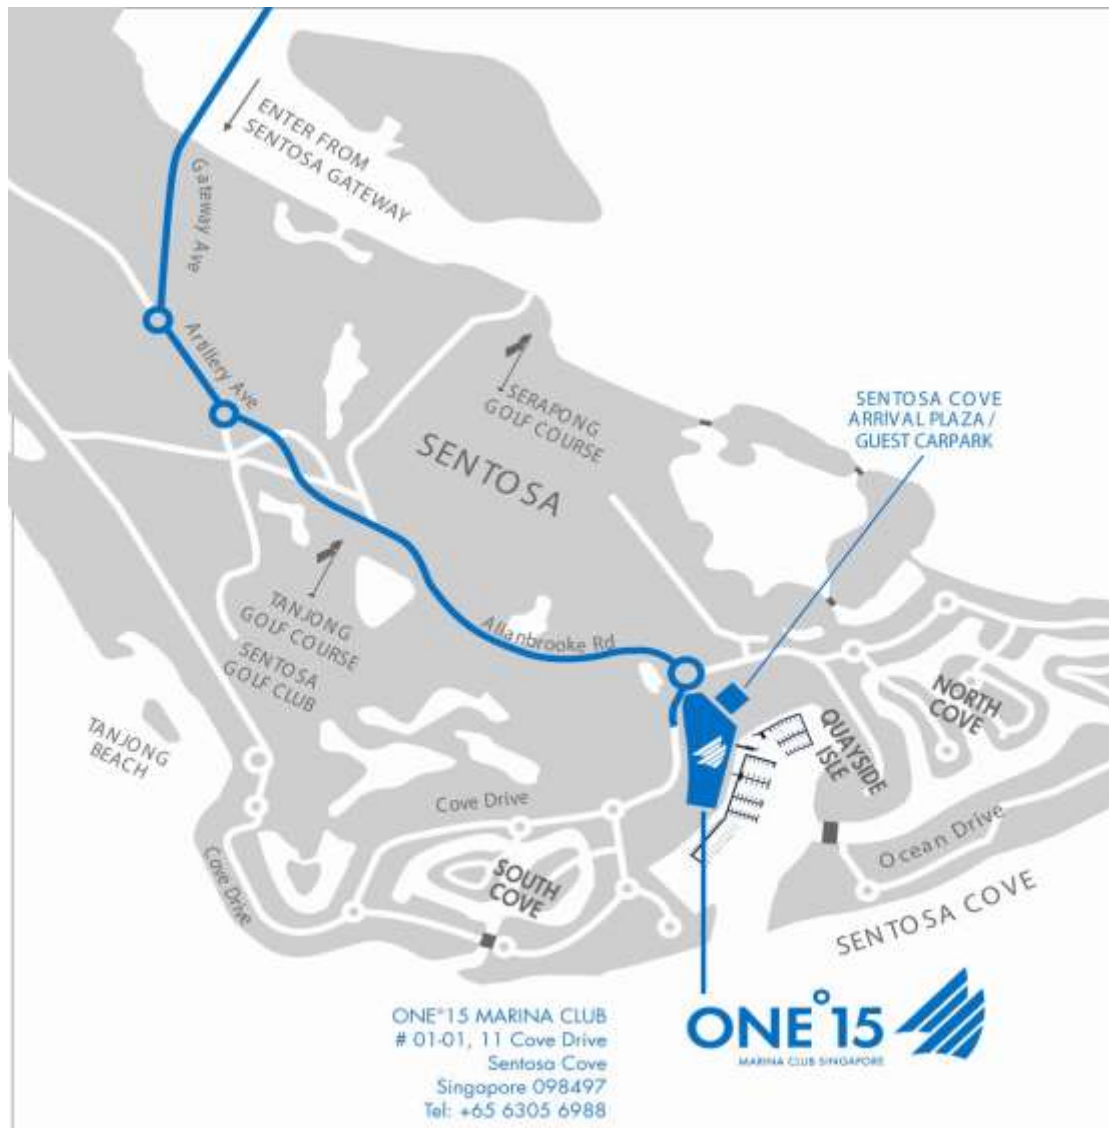 ENTER FROM
SENTOSA GATEWAY
Gateway Ave
Artillery Ave
SERAPONG
GOLF COURSE
SENTOSA COVE
ARRIVAL PLAZA /
GUEST CARPARK
SENTOSA
TANJONG
GOLF COURSE
SENTOSA
GOLF CLUB
Allanbrooke Rd
TANJONG
BEACH
NORTH
COVE
QUAYSIDE
ISLE
Cove Drive
Ocean Drive
Cove Drive
SOUTH
COVE
SENTOSA COVE
ONE°15 MARINA CLUB
# 01-01, 11 Cove Drive
Sentosa Cove
Singapore 098497
Tel: +65 6305 6988
ONE°15
MARINA CLUB SINGAPORE